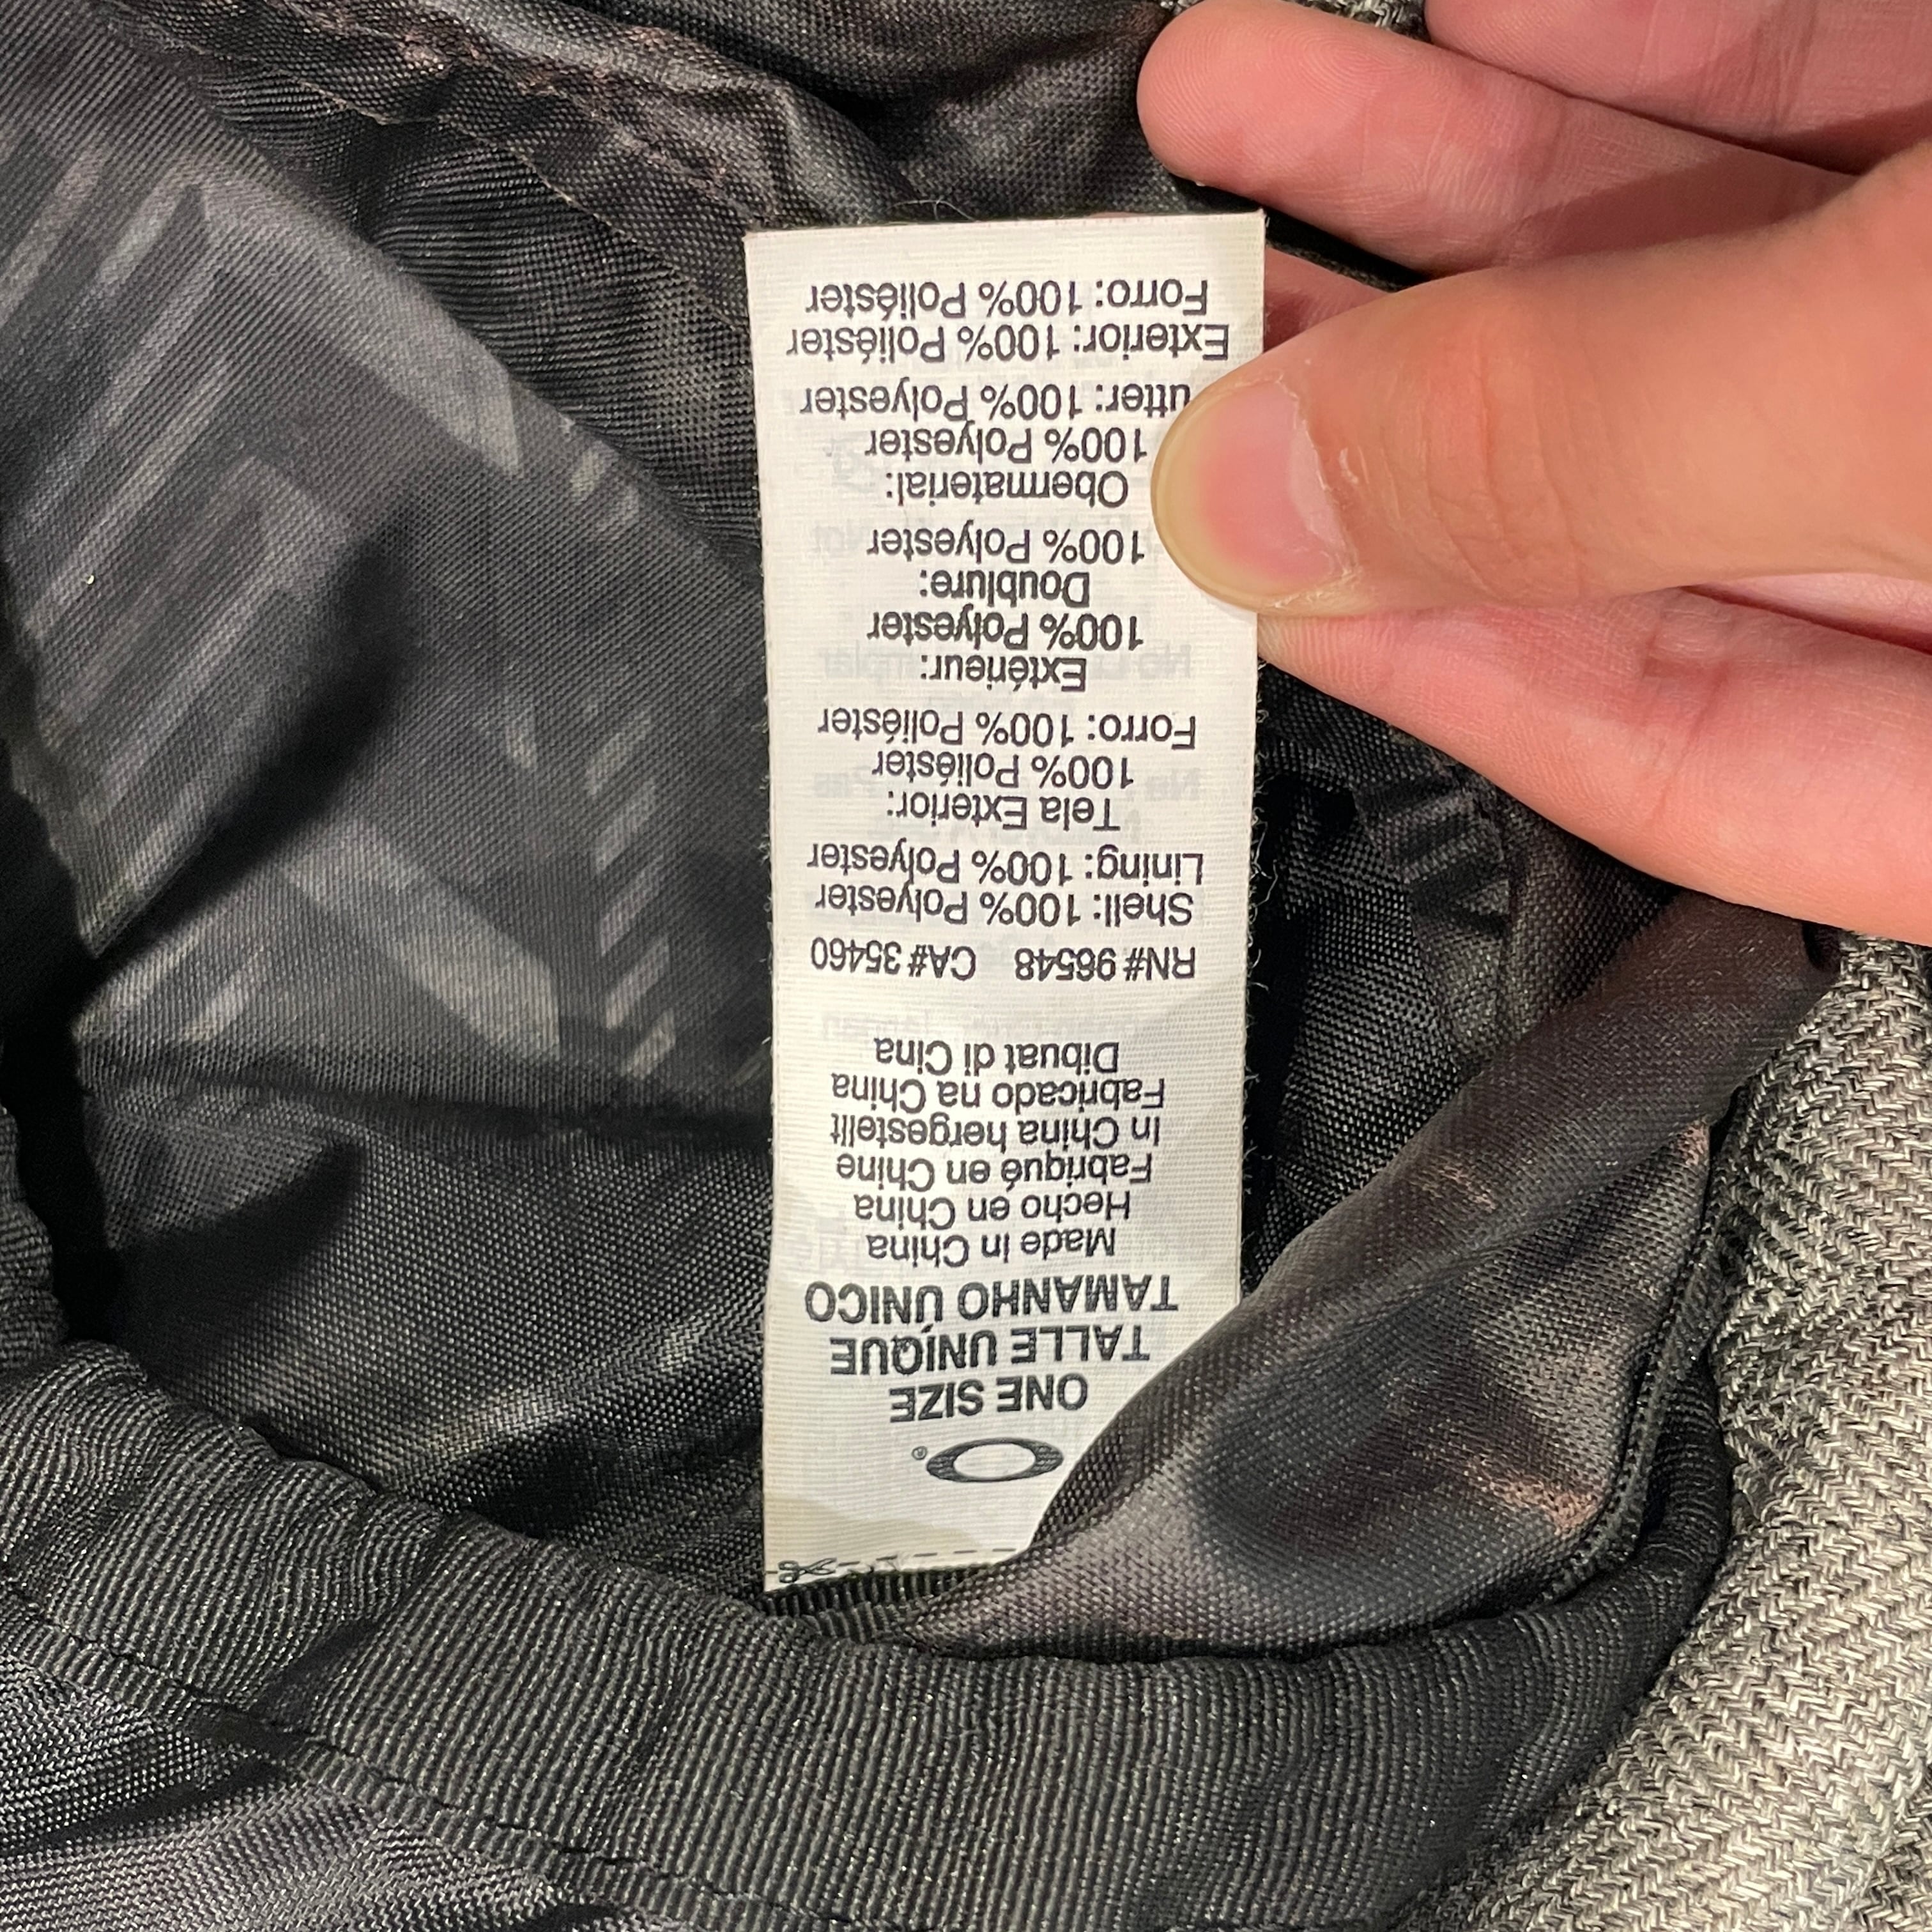 ONE SIZE
TALLE UNIQUE
TAMANHO ÚNICO
Made in China
Hecho en China
Fabriqué en Chine
In China hergestellt
Fabricado na China
Dibuat di Cina
RN# 96548 CA# 35460
Shell: 100% Polyester
Lining: 100% Polyester
Tela Exterior:
100% Poliéster
Forro: 100% Poliéster
Extérieur:
100% Polyester
Doublure:
100% Polyester
Obermaterial:
100% Polyester
utter: 100% Polyester
Exterior: 100% Poliéster
Forro: 100% Poliéster